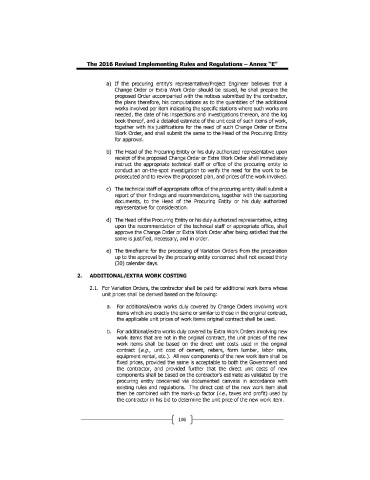 The 2016 Revised Implementing Rules and Regulations – Annex "E"
a) If the procuring entity's representative/Project Engineer believes that a
Change Order or Extra Work Order should be issued, he shall prepare the
proposed Order accompanied with the notices submitted by the contractor,
the plans therefore, his computations as to the quantities of the additional
works involved per item indicating the specific stations where such works are
needed, the date of his inspections and investigations thereon, and the log
book thereof, and a detailed estimate of the unit cost of such items of work,
together with his justifications for the need of such Change Order or Extra
Work Order, and shall submit the same to the Head of the Procuring Entity
for approval.
b) The Head of the Procuring Entity or his duly authorized representative upon
receipt of the proposed Change Order or Extra Work Order shall immediately
instruct the appropriate technical staff or office of the procuring entity to
conduct an on-the-spot investigation to verify the need for the work to be
prosecuted and to review the proposed plan, and prices of the work involved.
c) The technical staff of appropriate office of the procuring entity shall submit a
report of their findings and recommendations, together with the supporting
documents, to the Head of the Procuring Entity or his duly authorized
representative for consideration.
d) The Head of the Procuring Entity or his duly authorized representative, acting
upon the recommendation of the technical staff or appropriate office, shall
approve the Change Order or Extra Work Order after being satisfied that the
same is justified, necessary, and in order.
e) The timeframe for the processing of Variation Orders from the preparation
up to the approval by the procuring entity concerned shall not exceed thirty
(30) calendar days.
2. ADDITIONAL/EXTRA WORK COSTING
2.1. For Variation Orders, the contractor shall be paid for additional work items whose
unit prices shall be derived based on the following:
a. For additional/extra works duly covered by Change Orders involving work
items which are exactly the same or similar to those in the original contract,
the applicable unit prices of work items original contract shall be used.
b. For additional/extra works duly covered by Extra Work Orders involving new
work items that are not in the original contract, the unit prices of the new
work items shall be based on the direct unit costs used in the original
contract (e.g., unit cost of cement, rebars, form lumber, labor rate,
equipment rental, etc.). All new components of the new work item shall be
fixed prices, provided the same is acceptable to both the Government and
the contractor, and provided further that the direct unit costs of new
components shall be based on the contractor's estimate as validated by the
procuring entity concerned via documented canvass in accordance with
existing rules and regulations. The direct cost of the new work item shall
then be combined with the mark-up factor (i.e., taxes and profit) used by
the contractor in his bid to determine the unit price of the new work item.